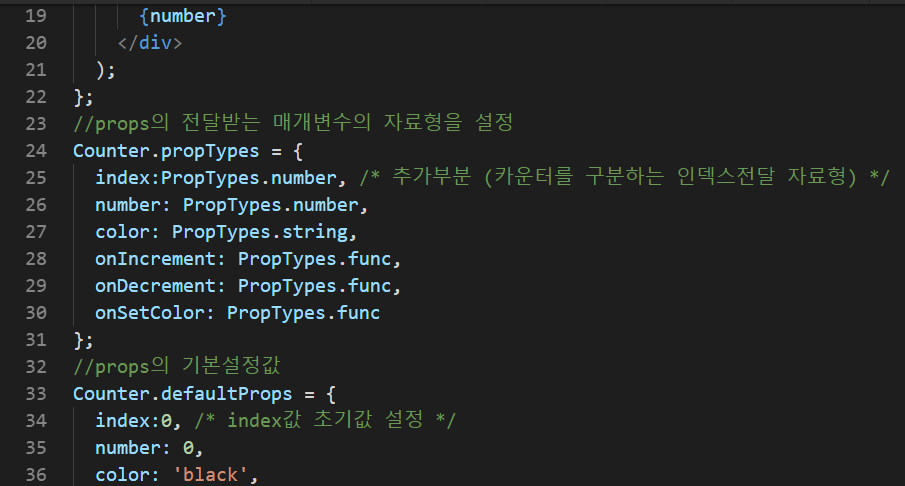 19 {number}
20 </div>
21 );
22 };
23 //props의 전달받는 매개변수의 자료형을 설정
24 Counter.propTypes = {
25 index:PropTypes.number, /* 추가부분 (카운터를 구분하는 인덱스전달 자료형) */
26 number: PropTypes.number,
27 color: PropTypes.string,
28 onIncrement: PropTypes.func,
29 onDecrement: PropTypes.func,
30 onSetColor: PropTypes.func
31 };
32 //props의 기본설정값
33 Counter.defaultProps = {
34 index:0, /* index값 초기값 설정 */
35 number: 0,
36 color: 'black',